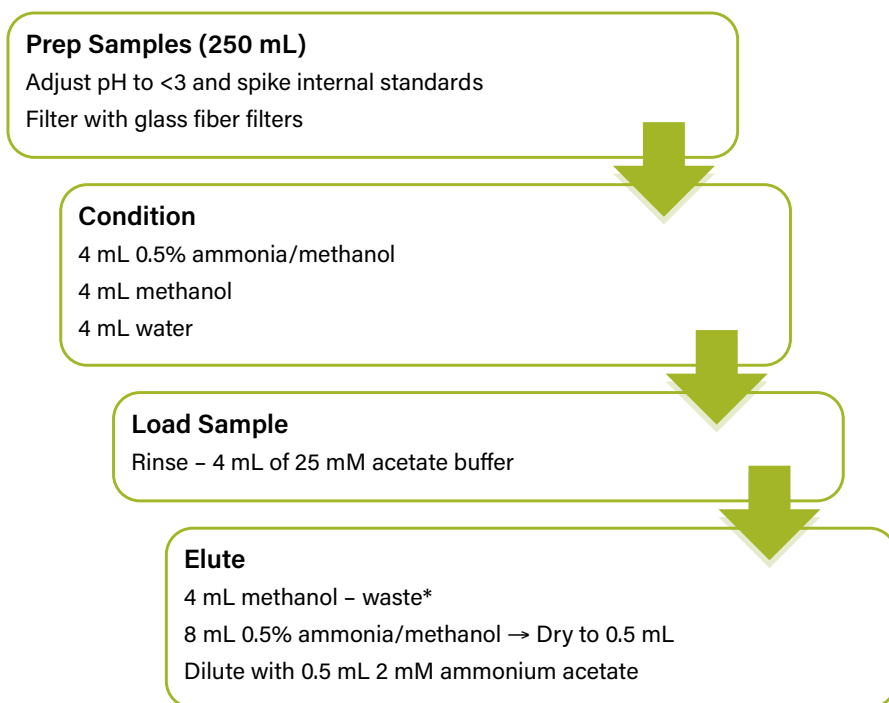 Prep Samples (250 mL)
Adjust pH to <3 and spike internal standards
Filter with glass fiber filters
Condition
4 mL 0.5% ammonia/methanol
4 mL methanol
4 mL water
Load Sample
Rinse – 4 mL of 25 mM acetate buffer
Elute
4 mL methanol – waste*
8 mL 0.5% ammonia/methanol → Dry to 0.5 mL
Dilute with 0.5 mL 2 mM ammonium acetate